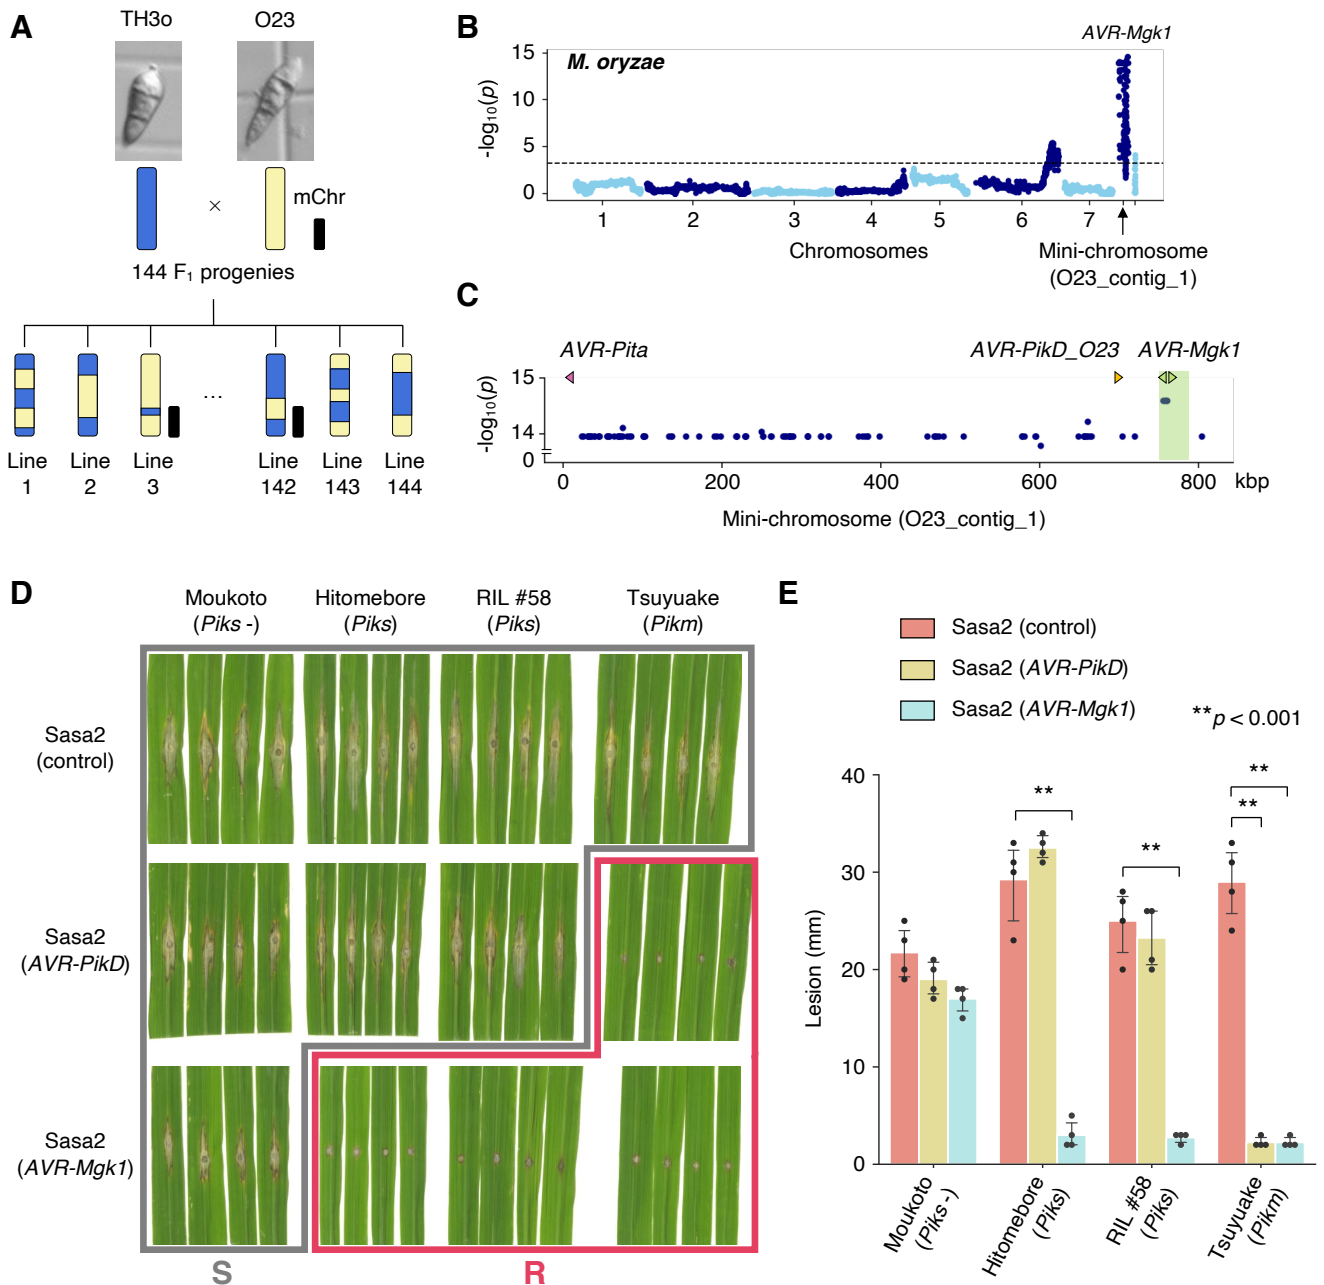 A
TH3o
O23
mChr
×
144 F1 progenies
...
Line 1
Line 2
Line 3
Line 142
Line 143
Line 144
B
AVR-Mgk1
M. oryzae
-log10(p)
15
10
5
0
1 2 3 4 5 6 7
Chromosomes
Mini-chromosome
(O23_contig_1)
C
AVR-Pita
AVR-PikD_O23
AVR-Mgk1
-log10(p)
15
14
0
0 200 400 600 800 kbp
Mini-chromosome (O23_contig_1)
D
Moukoto
(Piks -)
Hitomebore
(Piks)
RIL #58
(Piks)
Tsuyuake
(Pikm)
Sasa2
(control)
Sasa2
(AVR-PikD)
Sasa2
(AVR-Mgk1)
S
R
E
Sasa2 (control)
Sasa2 (AVR-PikD)
Sasa2 (AVR-Mgk1)
**p < 0.001
**
**
**
**
Lesion (mm)
40
30
20
10
0
Moukoto
(Piks -)
Hitomebore
(Piks)
RIL #58
(Piks)
Tsuyuake
(Pikm)